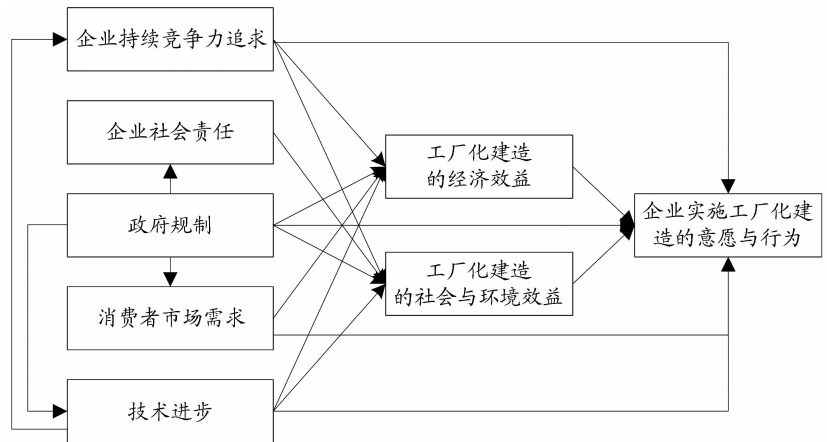 企业持续竞争力追求
企业社会责任
政府规制
消费者市场需求
技术进步
工厂化建造
的经济效益
工厂化建造
的社会与环境效益
企业实施工厂化建
造的意愿与行为